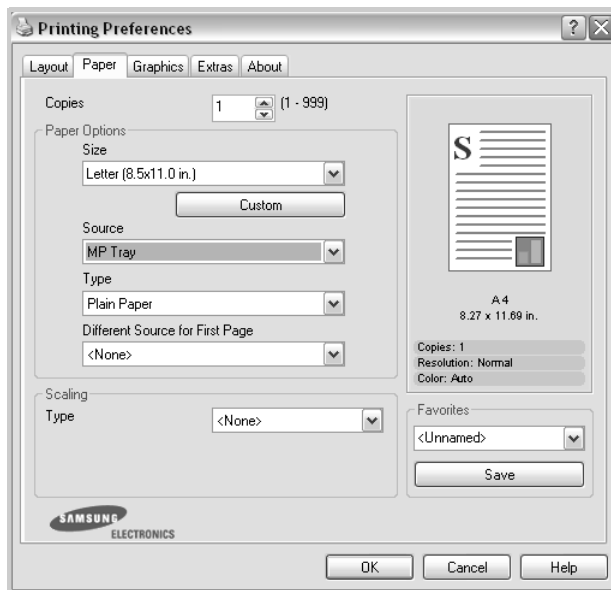 Printing Preferences
Layout Paper Graphics Extras About
Copies 1 (1 - 999)
Paper Options
Size
Letter (8.5x11.0 in.)
Custom
Source
MP Tray
Type
Plain Paper
Different Source for First Page
<None>
Scaling
Type <None>
SAMSUNG
ELECTRONICS
S
A4
8.27 x 11.69 in.
Copies: 1
Resolution: Normal
Color: Auto
Favorites
<Unnamed>
Save
OK Cancel Help